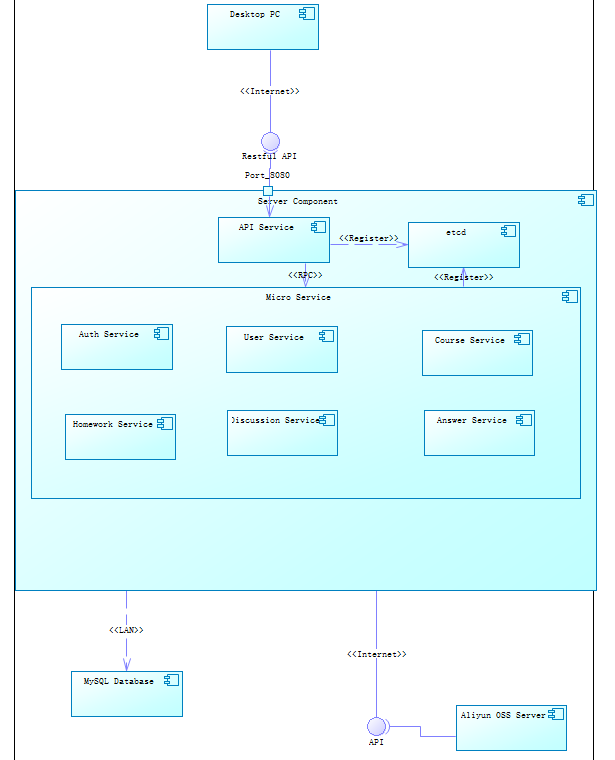 Desktop PC
<<Internet>>
Restful API
Port_8080
Server Component
API Service
<<Register>>
etcd
<<RPC>>
<<Register>>
Micro Service
Auth Service
User Service
Course Service
Homework Service
Discussion Service
Answer Service
<<LAN>>
<<Internet>>
MySQL Database
Aliyun OSS Server
API